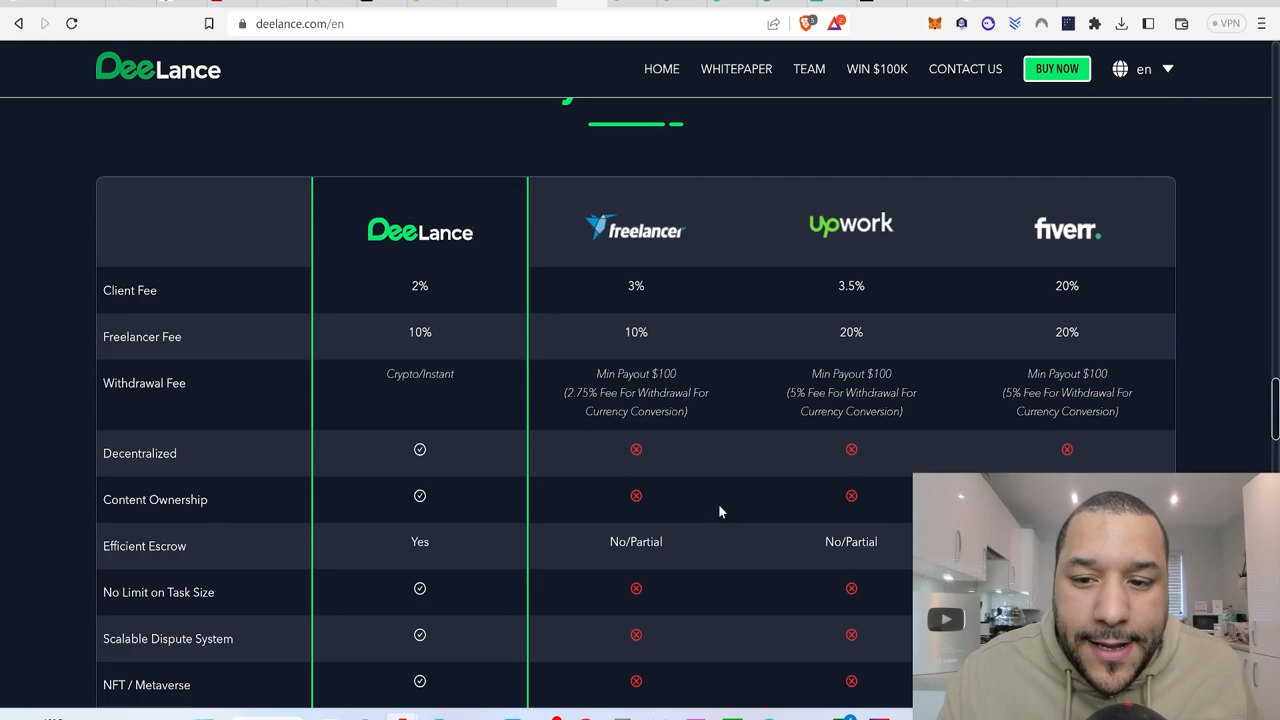 deelance.com/en
VPN
DeeLance
HOME
WHITEPAPER
TEAM
WIN $100K
CONTACT US
BUY NOW
en
DeeLance
freelancer
Upwork
fiverr.
Client Fee
2%
3%
3.5%
20%
Freelancer Fee
10%
10%
20%
20%
Withdrawal Fee
Crypto/Instant
Min Payout $100
(2.75% Fee For Withdrawal For
Currency Conversion)
Min Payout $100
(5% Fee For Withdrawal For
Currency Conversion)
Min Payout $100
(5% Fee For Withdrawal For
Currency Conversion)
Decentralized
Content Ownership
Efficient Escrow
Yes
No/Partial
No/Partial
No Limit on Task Size
Scalable Dispute System
NFT / Metaverse